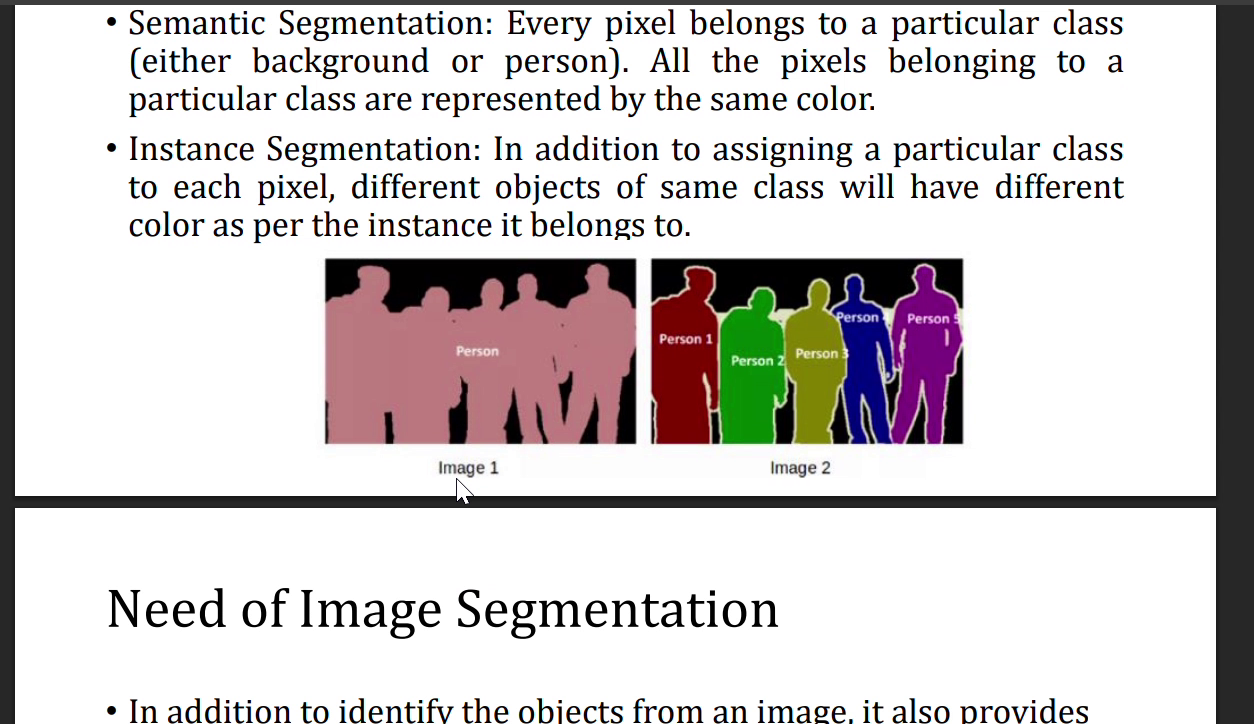 • Semantic Segmentation: Every pixel belongs to a particular class
(either background or person). All the pixels belonging to a
particular class are represented by the same color.
• Instance Segmentation: In addition to assigning a particular class
to each pixel, different objects of same class will have different
color as per the instance it belongs to.
Person
Person 1
Person 2
Person 3
Person
Person 5
Image 1
Image 2
Need of Image Segmentation
• In addition to identify the objects from an image, it also provides